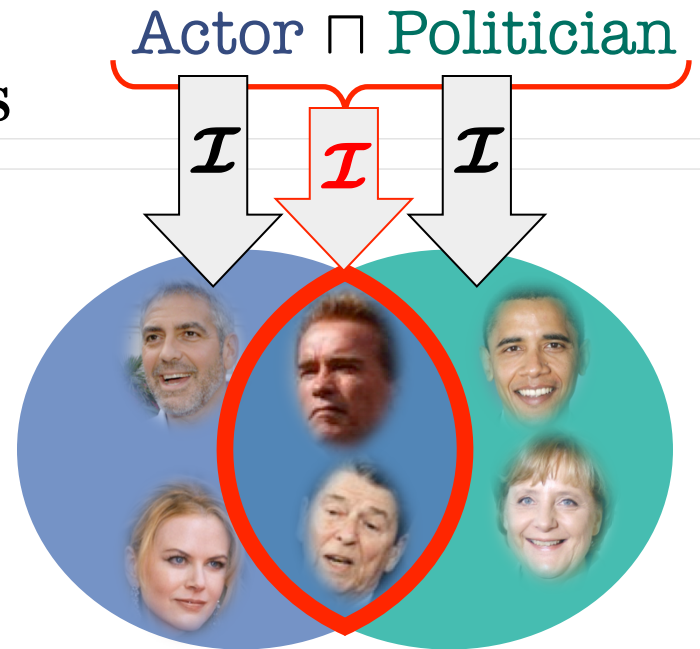 Actor ⊓ Politician
s
𝓘 𝓘 𝓘